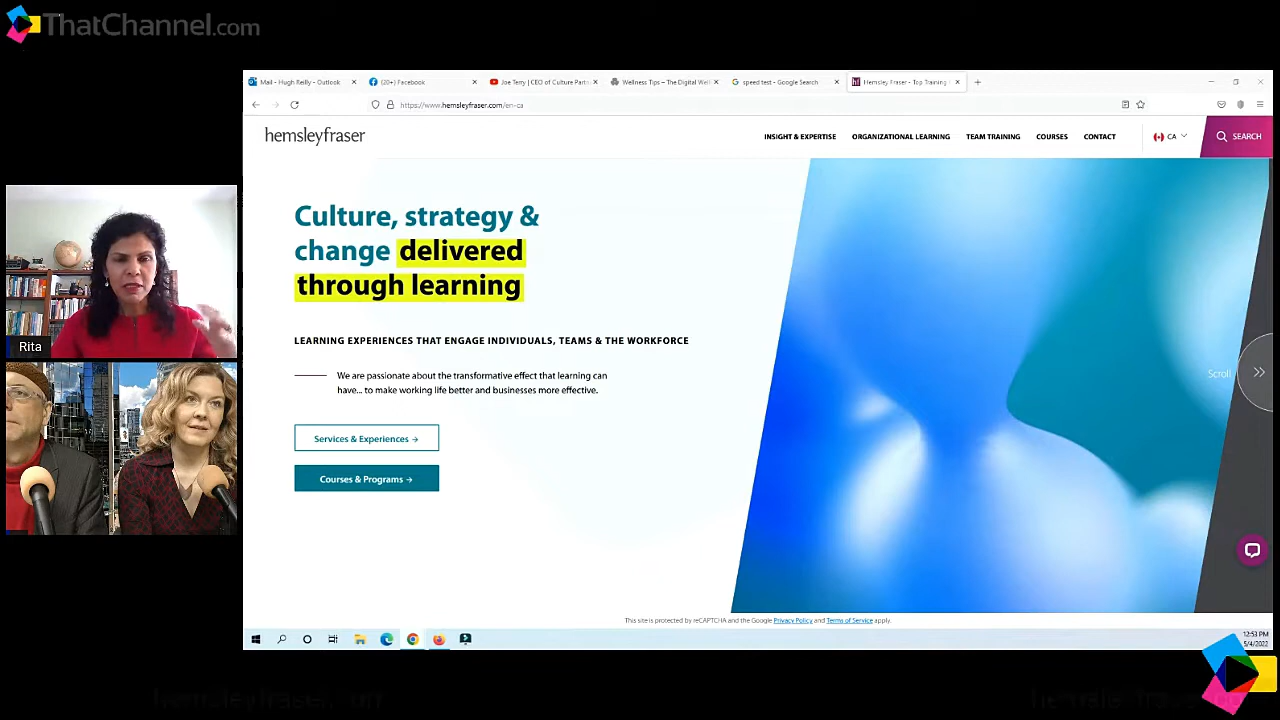 ThatChannel.com
Mail - Hugh Reilly - Outlook
(20+) Facebook
Joe Terry | CEO of Culture Partn
Wellness Tips – The Digital Well
speed test - Google Search
Hemsley Fraser - Top Training
https://www.hemsleyfraser.com/en-ca
hemsleyfraser
INSIGHT & EXPERTISE
ORGANIZATIONAL LEARNING
TEAM TRAINING
COURSES
CONTACT
CA
SEARCH
Culture, strategy &
change delivered
through learning
LEARNING EXPERIENCES THAT ENGAGE INDIVIDUALS, TEAMS & THE WORKFORCE
We are passionate about the transformative effect that learning can
have... to make working life better and businesses more effective.
Services & Experiences →
Courses & Programs →
Scroll
Rita
This site is protected by reCAPTCHA and the Google Privacy Policy and Terms of Service apply.
12:53 PM
5/4/2022